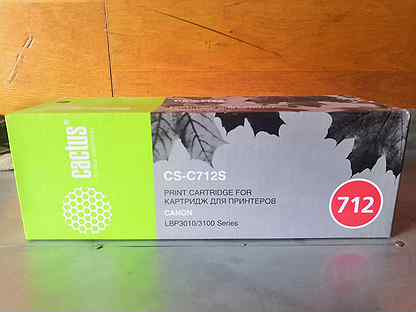 cactus®
CS-C712S
PRINT CARTRIDGE FOR
КАРТРИДЖ ДЛЯ ПРИНТЕРОВ
CANON
LBP3010/3100 Series
712